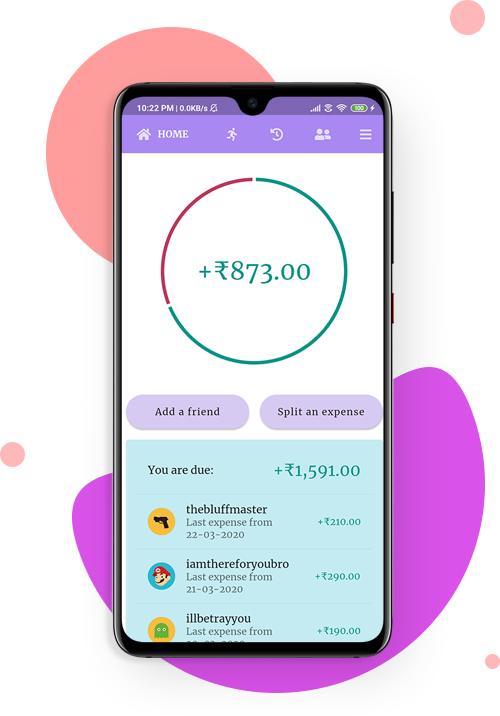 10:22 PM | 0.0KB/s
100
HOME
+₹873.00
Add a friend
Split an expense
You are due:
+₹1,591.00
thebluffmaster
Last expense from
22-03-2020
+₹210.00
iamthereforyoubro
Last expense from
21-03-2020
+₹290.00
illbetrayyou
Last expense from
+₹190.00